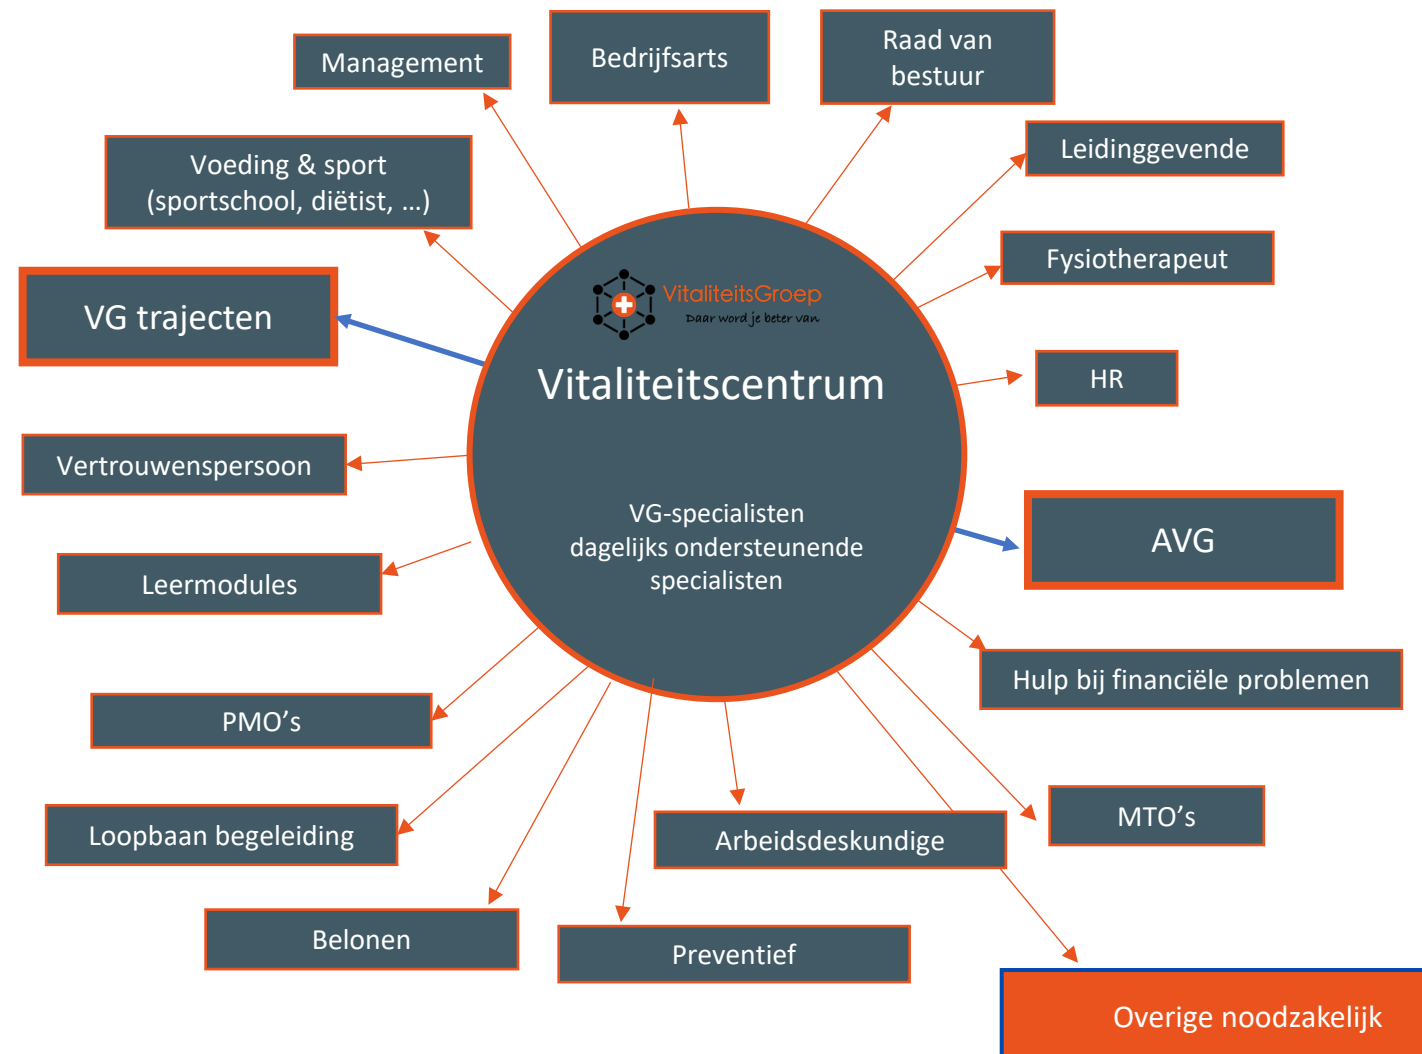 Management
Bedrijfsarts
Raad van
bestuur
Leidinggevende
Voeding & sport
(sportschool, diëtist, ...)
Fysiotherapeut
VG trajecten
VitaliteitsGroep
Daar word je beter van
Vitaliteitscentrum
HR
Vertrouwenspersoon
VG-specialisten
dagelijks ondersteunende
specialisten
AVG
Leermodules
Hulp bij financiële problemen
PMO’s
Loopbaan begeleiding
Arbeidsdeskundige
MTO’s
Belonen
Preventief
Overige noodzakelijk